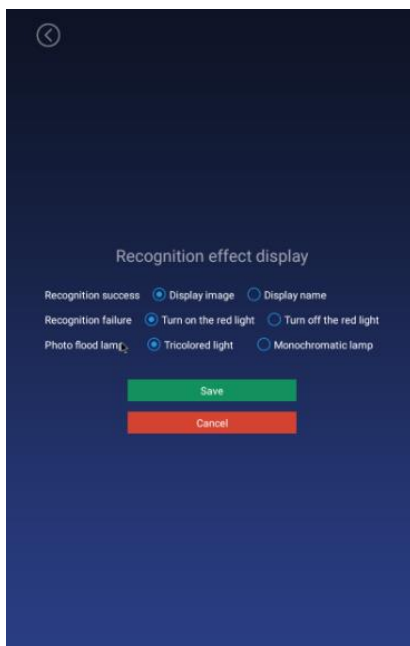 Recognition effect display
Recognition success Display image Display name
Recognition failure Turn on the red light Turn off the red light
Photo flood lamp Tricolored light Monochromatic lamp
Save
Cancel